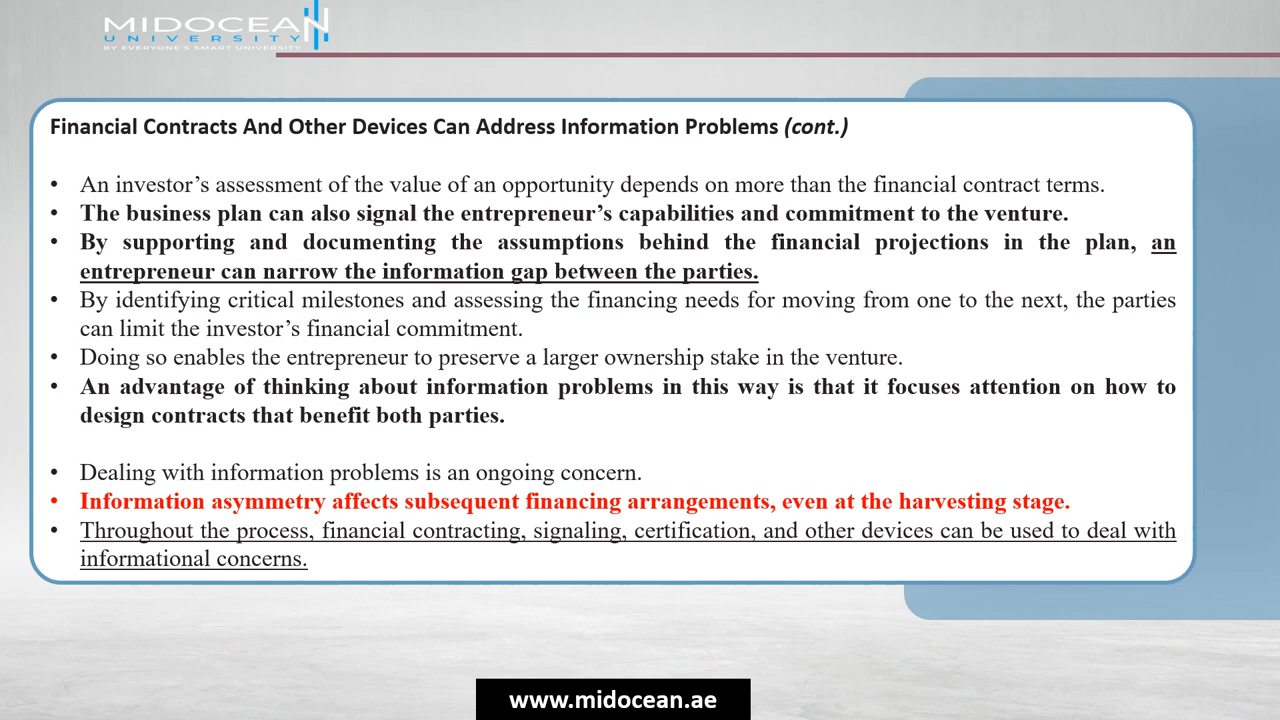 MIDOCEAN
UNIVERSITY
BY EVERYONE'S SMART UNIVERSITY
Financial Contracts And Other Devices Can Address Information Problems (cont.)
• An investor’s assessment of the value of an opportunity depends on more than the financial contract terms.
• The business plan can also signal the entrepreneur’s capabilities and commitment to the venture.
• By supporting and documenting the assumptions behind the financial projections in the plan, an
entrepreneur can narrow the information gap between the parties.
• By identifying critical milestones and assessing the financing needs for moving from one to the next, the parties
can limit the investor’s financial commitment.
• Doing so enables the entrepreneur to preserve a larger ownership stake in the venture.
• An advantage of thinking about information problems in this way is that it focuses attention on how to
design contracts that benefit both parties.
• Dealing with information problems is an ongoing concern.
• Information asymmetry affects subsequent financing arrangements, even at the harvesting stage.
• Throughout the process, financial contracting, signaling, certification, and other devices can be used to deal with
informational concerns.
www.midocean.ae